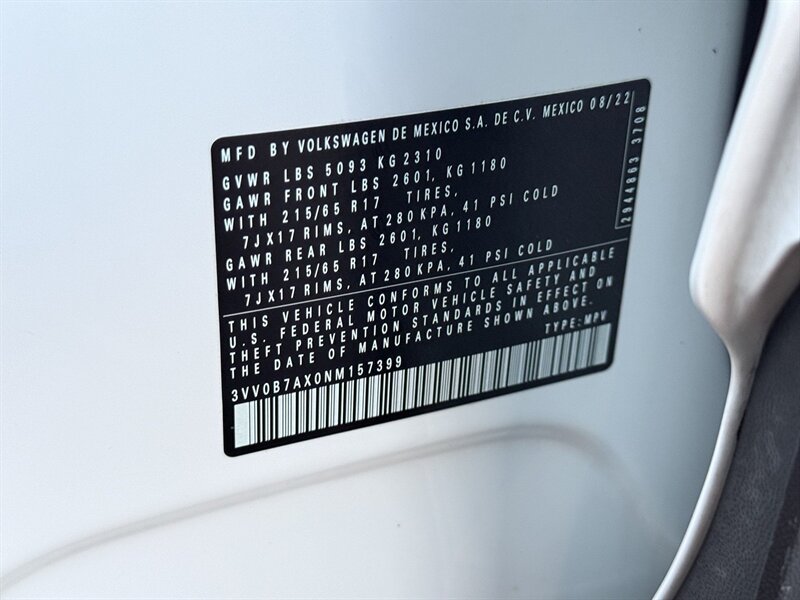 MFD BY VOLKSWAGEN DE MEXICO S.A. DE C.V. MEXICO 08/22
GVWR LBS 5093 KG 2310
GAWR FRONT LBS 2601, KG 1180
WITH 215/65 R17 TIRES,
7JX17 RIMS, AT 280 KPA, 41 PSI COLD
GAWR REAR LBS 2601, KG 1180
WITH 215/65 R17 TIRES,
7JX17 RIMS, AT 280 KPA, 41 PSI COLD
THIS VEHICLE CONFORMS TO ALL APPLICABLE
U.S. FEDERAL MOTOR VEHICLE SAFETY AND
THEFT PREVENTION STANDARDS IN EFFECT ON
THE DATE OF MANUFACTURE SHOWN ABOVE.
3VV0B7AX0NM157399 TYPE: MPV
2944863 3708